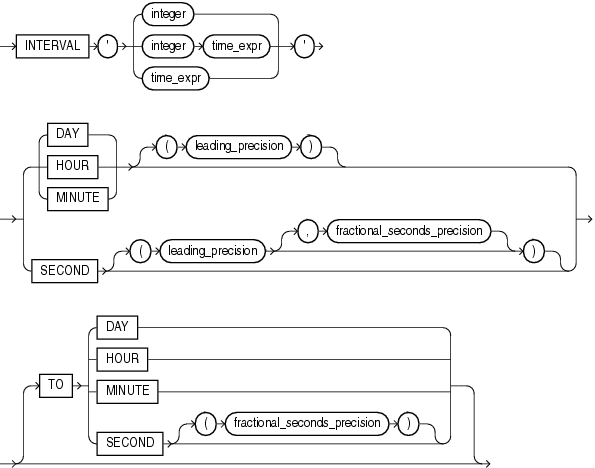 integer
INTERVAL ' integer time_expr '
time_expr
DAY
( leading_precision )
HOUR
MINUTE
, fractional_seconds_precision
SECOND ( leading_precision )
DAY
HOUR
TO
MINUTE
( fractional_seconds_precision )
SECOND